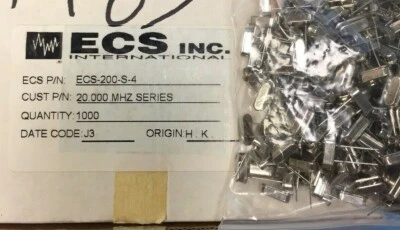 ECS INC.
INTERNATIONAL
ECS P/N: ECS-200-S-4
CUST P/N: 20.000 MHZ SERIES
QUANTITY: 1000
DATE CODE: J3 ORIGIN: H.K.